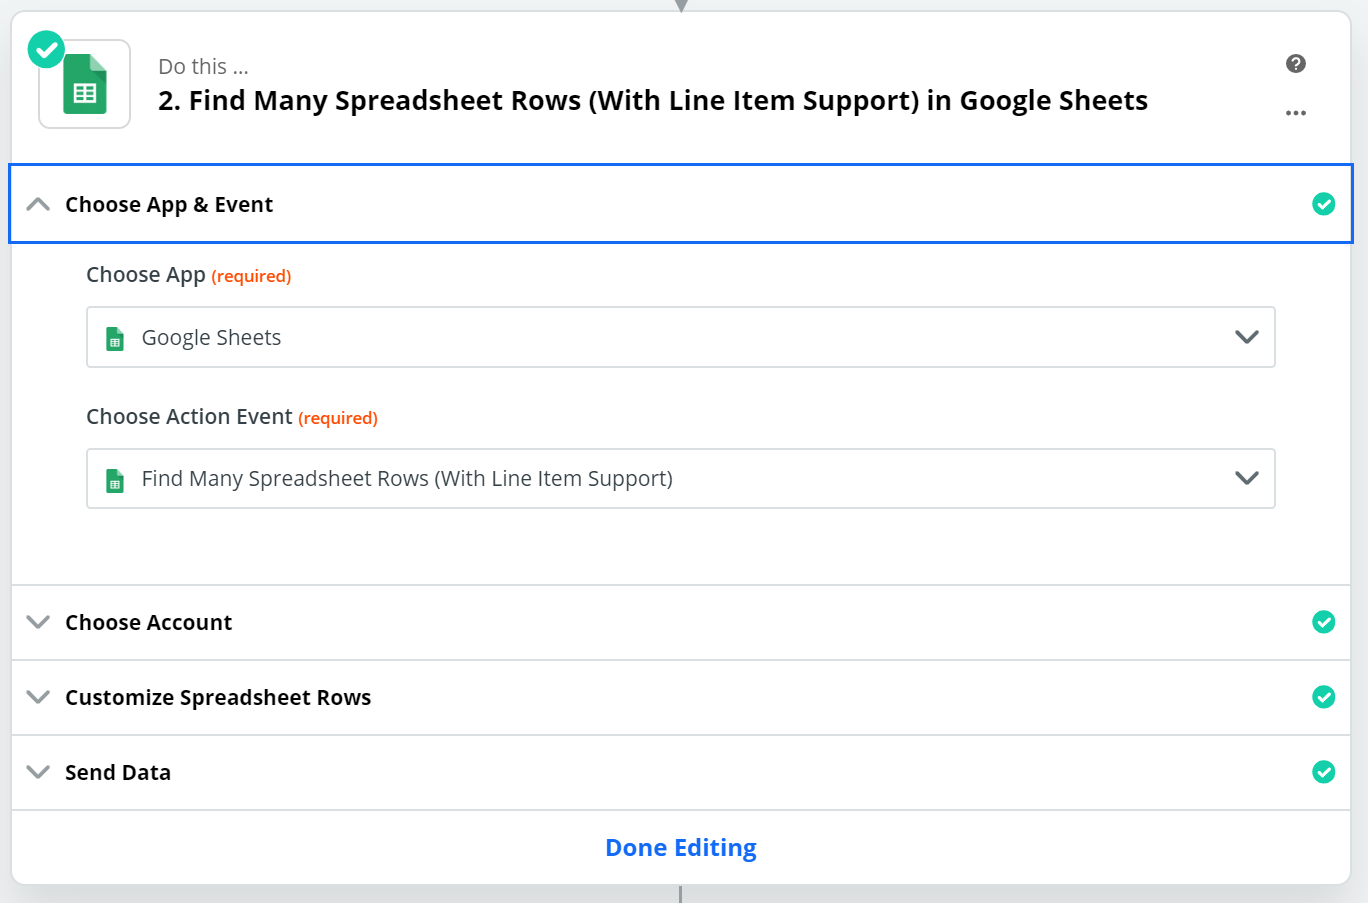 Do this ...
2. Find Many Spreadsheet Rows (With Line Item Support) in Google Sheets
Choose App & Event
Choose App (required)
Google Sheets
Choose Action Event (required)
Find Many Spreadsheet Rows (With Line Item Support)
Choose Account
Customize Spreadsheet Rows
Send Data
Done Editing